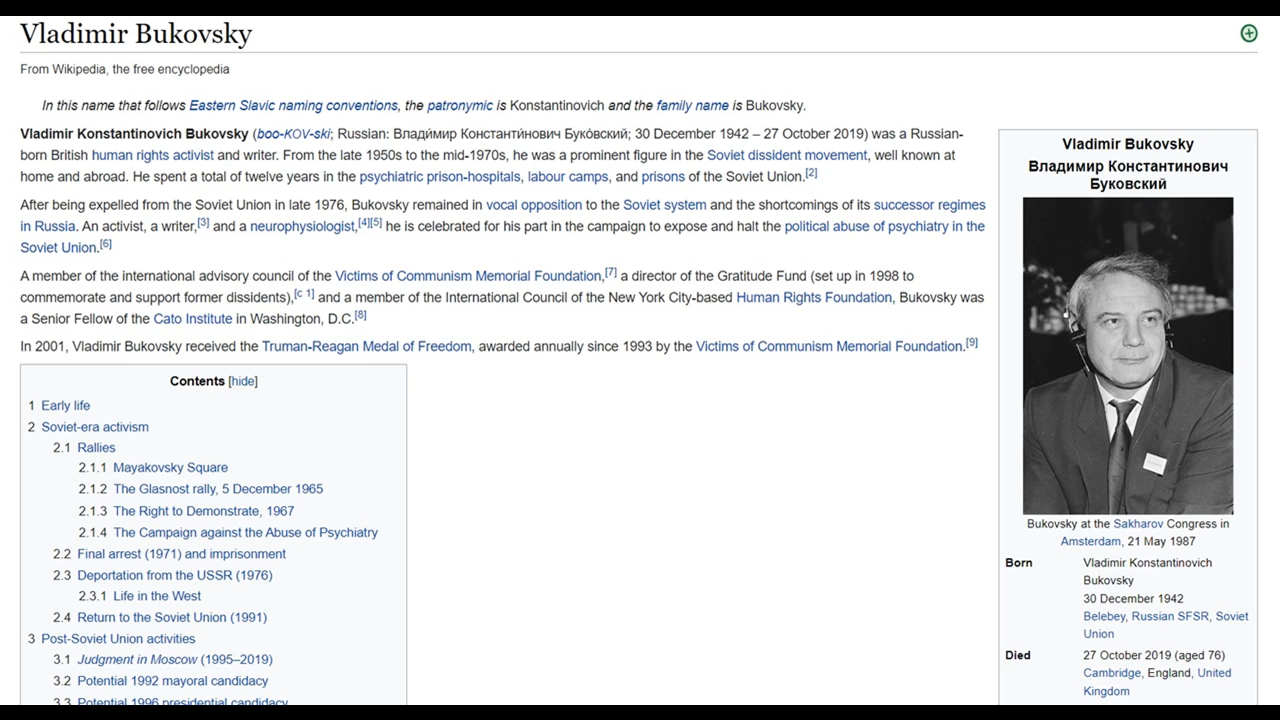 Vladimir Bukovsky
From Wikipedia, the free encyclopedia
In this name that follows Eastern Slavic naming conventions, the patronymic is Konstantinovich and the family name is Bukovsky.
Vladimir Konstantinovich Bukovsky (boo-KOV-ski; Russian: Влади́мир Константи́нович Буко́вский; 30 December 1942 – 27 October 2019) was a Russian-
born British human rights activist and writer. From the late 1950s to the mid-1970s, he was a prominent figure in the Soviet dissident movement, well known at
home and abroad. He spent a total of twelve years in the psychiatric prison-hospitals, labour camps, and prisons of the Soviet Union.[2]
After being expelled from the Soviet Union in late 1976, Bukovsky remained in vocal opposition to the Soviet system and the shortcomings of its successor regimes
in Russia. An activist, a writer,[3] and a neurophysiologist,[4][5] he is celebrated for his part in the campaign to expose and halt the political abuse of psychiatry in the
Soviet Union.[6]
A member of the international advisory council of the Victims of Communism Memorial Foundation,[7] a director of the Gratitude Fund (set up in 1998 to
commemorate and support former dissidents),[c 1] and a member of the International Council of the New York City-based Human Rights Foundation, Bukovsky was
a Senior Fellow of the Cato Institute in Washington, D.C.[8]
In 2001, Vladimir Bukovsky received the Truman-Reagan Medal of Freedom, awarded annually since 1993 by the Victims of Communism Memorial Foundation.[9]
Contents [hide]
1 Early life
2 Soviet-era activism
2.1 Rallies
2.1.1 Mayakovsky Square
2.1.2 The Glasnost rally, 5 December 1965
2.1.3 The Right to Demonstrate, 1967
2.1.4 The Campaign against the Abuse of Psychiatry
2.2 Final arrest (1971) and imprisonment
2.3 Deportation from the USSR (1976)
2.3.1 Life in the West
2.4 Return to the Soviet Union (1991)
3 Post-Soviet Union activities
3.1 Judgment in Moscow (1995–2019)
3.2 Potential 1992 mayoral candidacy
3.3 Potential 1996 presidential candidacy
Vladimir Bukovsky
Владимир Константинович
Буковский
Bukovsky at the Sakharov Congress in
Amsterdam, 21 May 1987
Born Vladimir Konstantinovich
Bukovsky
30 December 1942
Belebey, Russian SFSR, Soviet
Union
Died 27 October 2019 (aged 76)
Cambridge, England, United
Kingdom